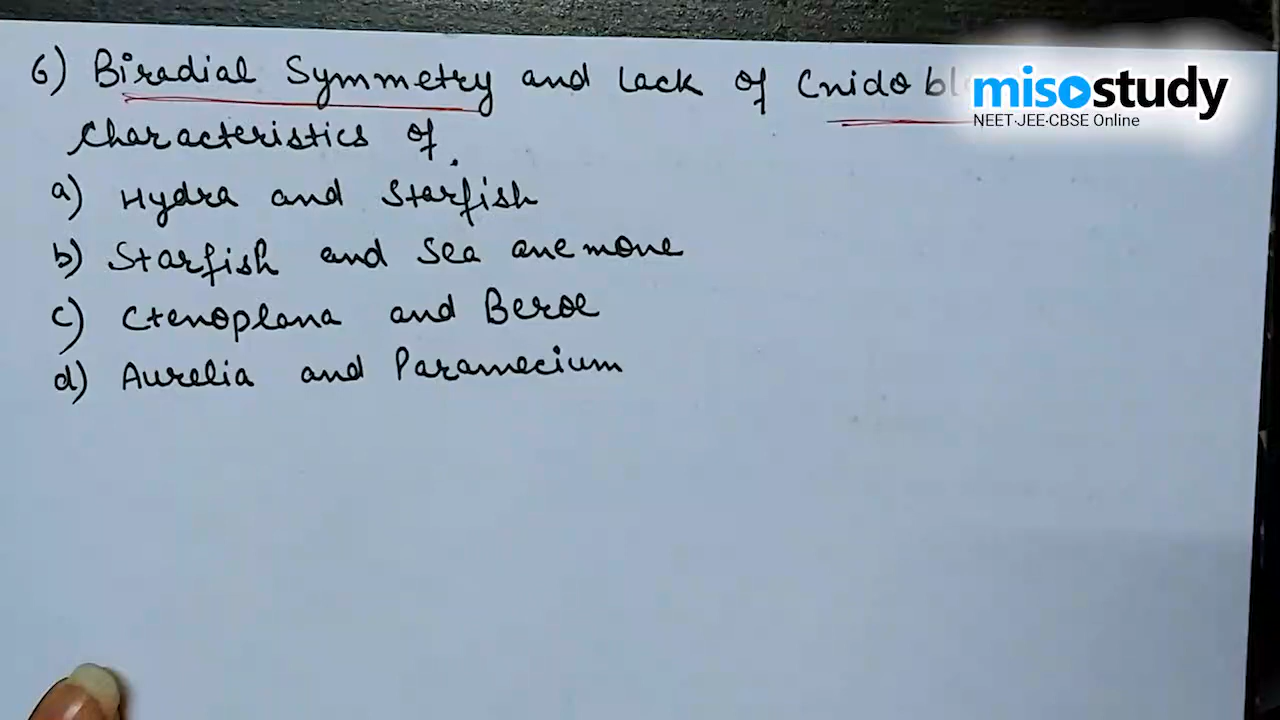 6) Biradial Symmetry and lack of Cnidobl
Characteristics of
a) Hydra and Starfish
b) Starfish and Sea anemone
c) Ctenoplana and Beroe
d) Aurelia and Paramecium
misostudy
NEET·JEE·CBSE Online